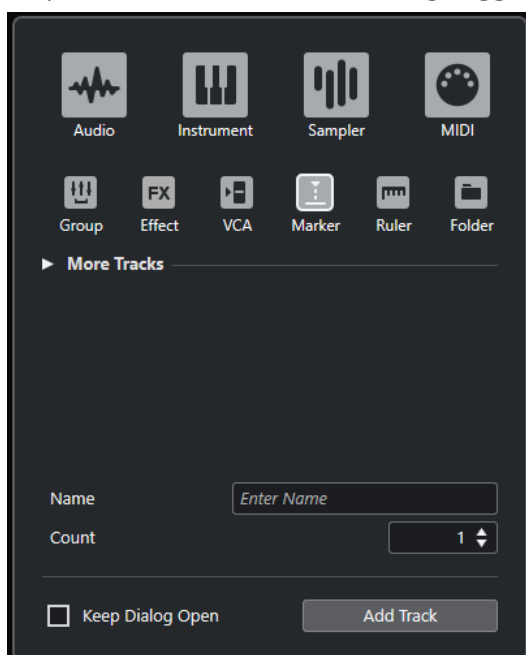 Audio Instrument Sampler MIDI
FX
Group Effect VCA Marker Ruler Folder
More Tracks
Name Enter Name
Count 1
Keep Dialog Open Add Track